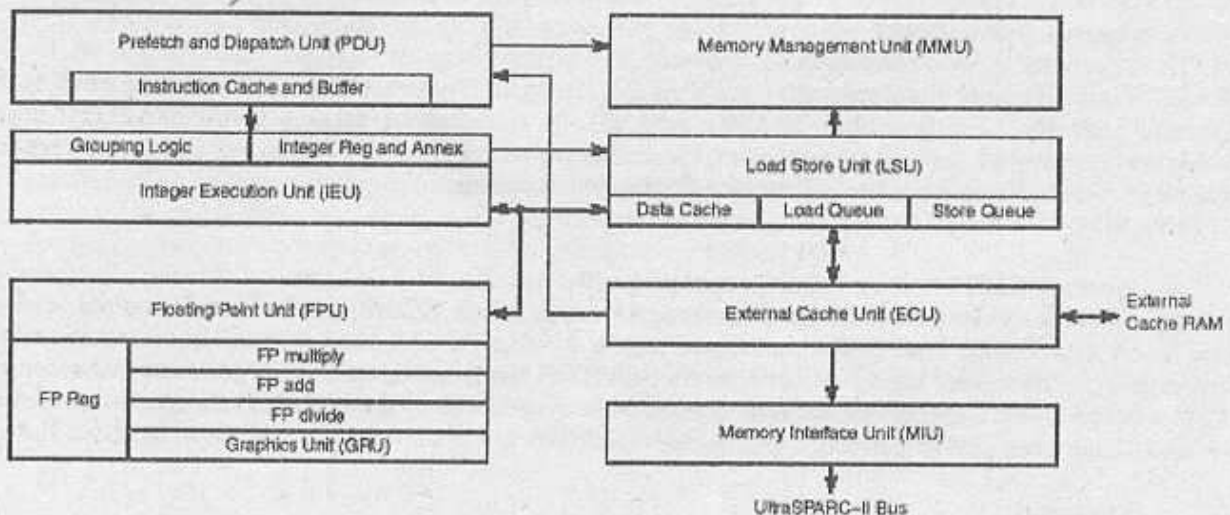 Prefetch and Dispatch Unit (PDU)
Instruction Cache and Buffer
Memory Management Unit (MMU)
Grouping Logic
Integer Reg and Annex
Integer Execution Unit (IEU)
Load Store Unit (LSU)
Data Cache
Load Queue
Store Queue
Floating Point Unit (FPU)
FP Reg
FP multiply
FP add
FP divide
Graphics Unit (GRU)
External Cache Unit (ECU)
External
Cache RAM
Memory Interface Unit (MIU)
UltraSPARC-II Bus